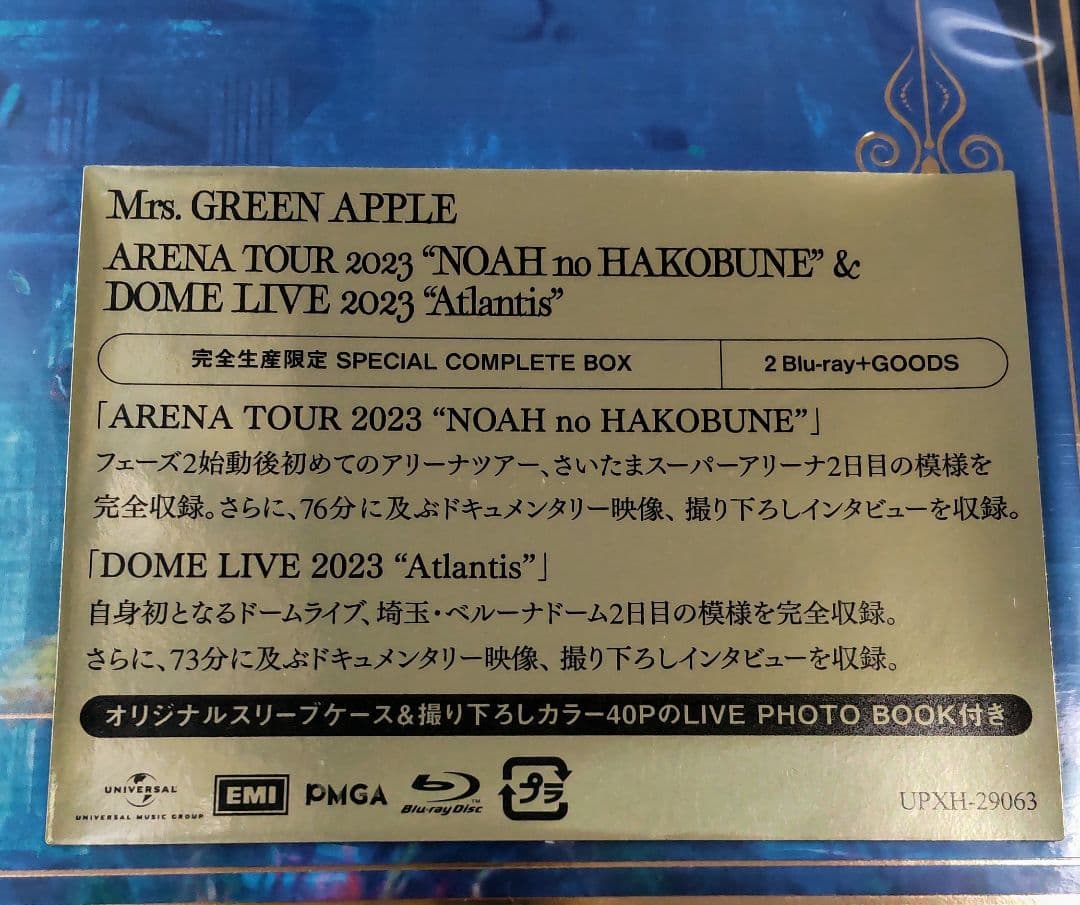 Mrs. GREEN APPLE
ARENA TOUR 2023 “NOAH no HAKOBUNE” &
DOME LIVE 2023 “Atlantis”
完全生産限定 SPECIAL COMPLETE BOX 2 Blu-ray+GOODS
「ARENA TOUR 2023 “NOAH no HAKOBUNE”」
フェーズ2始動後初めてのアリーナツアー、さいたまスーパーアリーナ2日目の模様を
完全収録。さらに、76分に及ぶドキュメンタリー映像、撮り下ろしインタビューを収録。
「DOME LIVE 2023 “Atlantis”」
自身初となるドームライブ、埼玉・ベルーナドーム2日目の模様を完全収録。
さらに、73分に及ぶドキュメンタリー映像、撮り下ろしインタビューを収録。
オリジナルスリーブケース&撮り下ろしカラー40PのLIVE PHOTO BOOK付き
UNIVERSAL
UNIVERSAL MUSIC GROUP
EMI
PMGA
Blu-ray Disc
TM
プラ
UPXH-29063